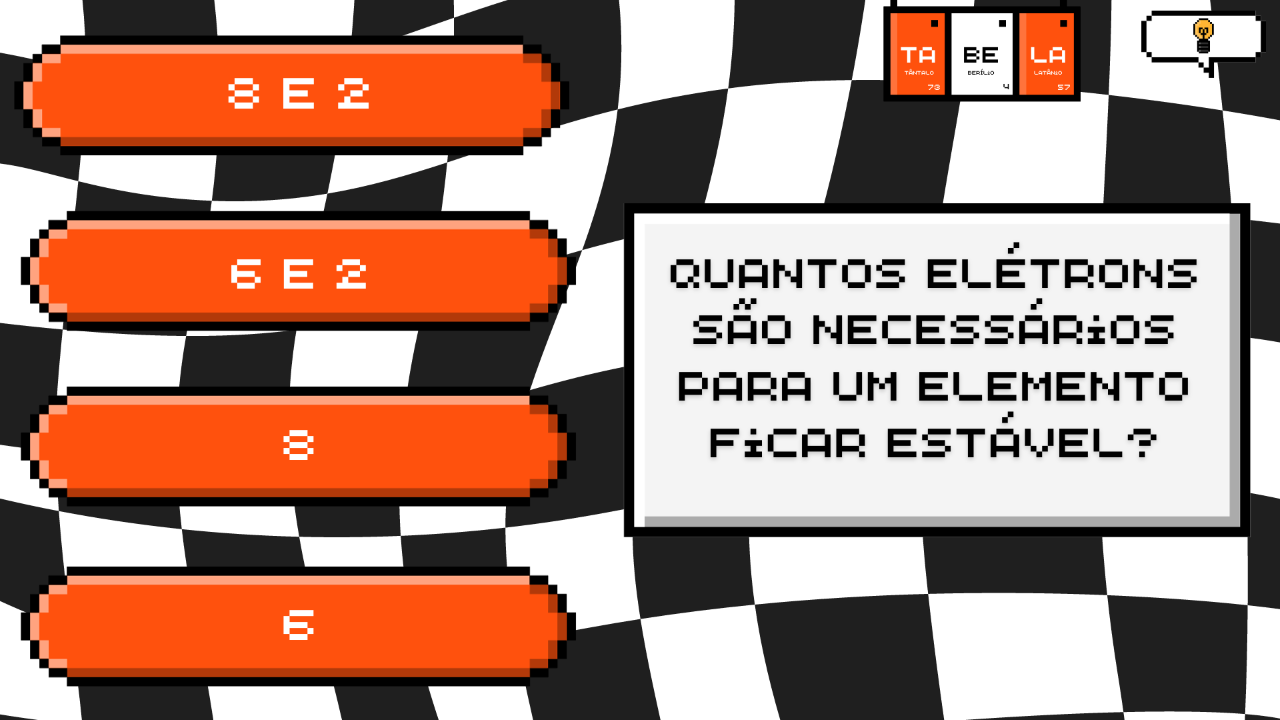 8 E 2
6 E 2
8
6
TA BE LA
TÂNTALO BERÍLIO LATÂNIO
73 4 57
QUANTOS ELÉTRONS
SÃO NECESSÁRiOS
PARA UM ELEMENTO
FiCAR ESTÁVEL?